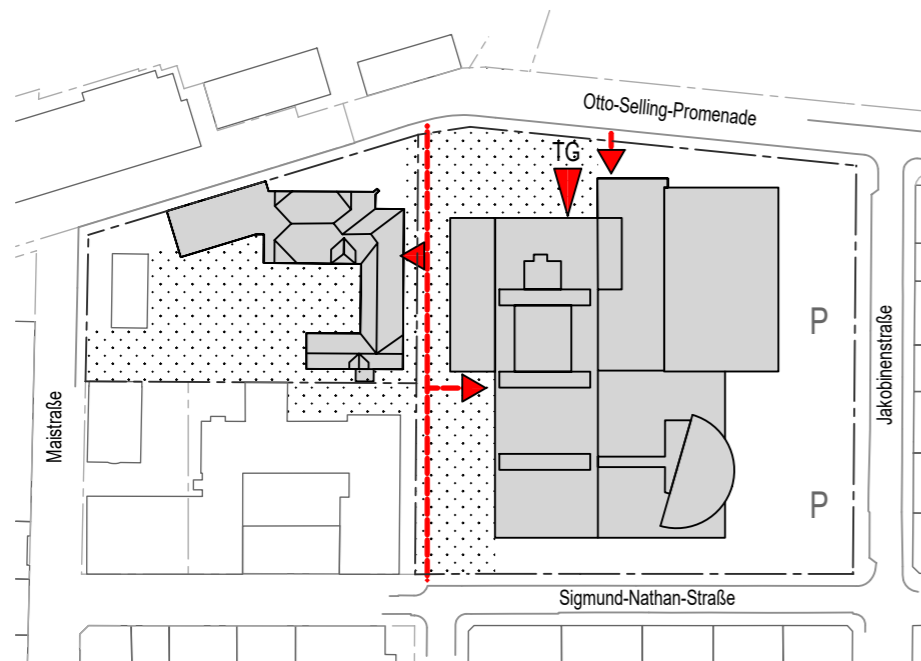 Otto-Selling-Promenade
TG
P
Jakobinenstraße
Maistraße
P
Sigmund-Nathan-Straße